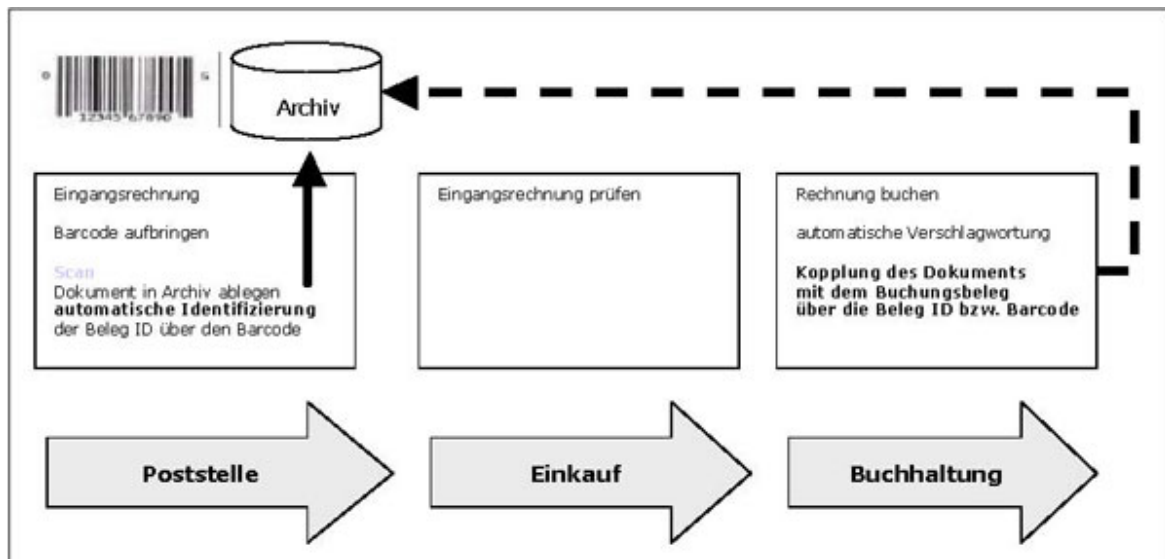 12345 67890
Archiv
Eingangsrechnung
Barcode aufbringen
Scan
Dokument in Archiv ablegen
automatische Identifizierung
der Beleg ID über den Barcode
Eingangsrechnung prüfen
Rechnung buchen
automatische Verschlagwortung
Kopplung des Dokuments
mit dem Buchungsbeleg
über die Beleg ID bzw. Barcode
Poststelle
Einkauf
Buchhaltung